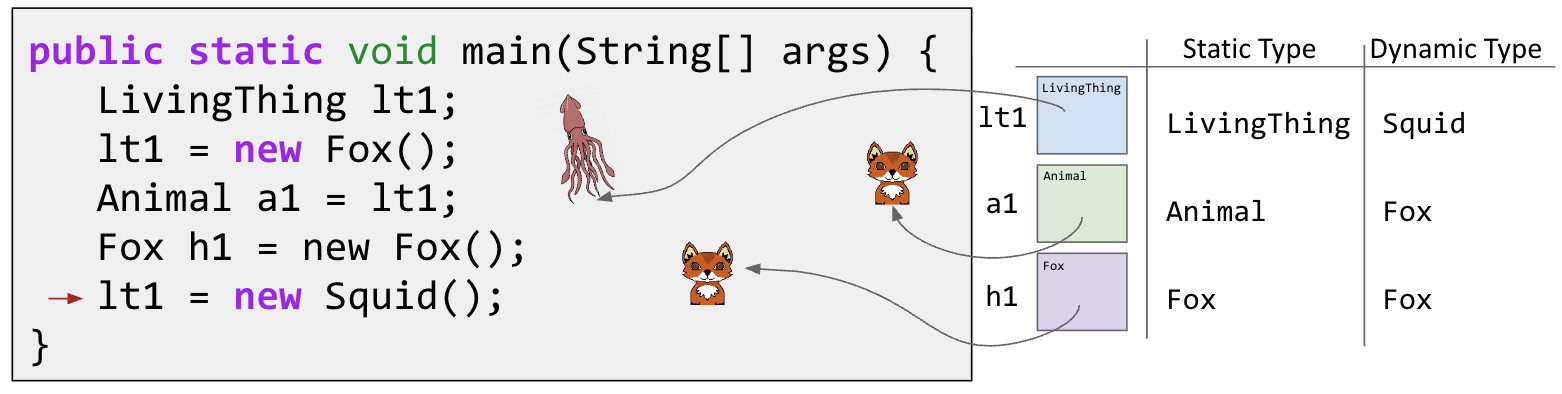 public static void main(String[] args) {
LivingThing lt1;
lt1 = new Fox();
Animal a1 = lt1;
Fox h1 = new Fox();
lt1 = new Squid();
}
Static Type Dynamic Type
LivingThing
lt1 LivingThing Squid
Animal
a1 Animal Fox
Fox
h1 Fox Fox